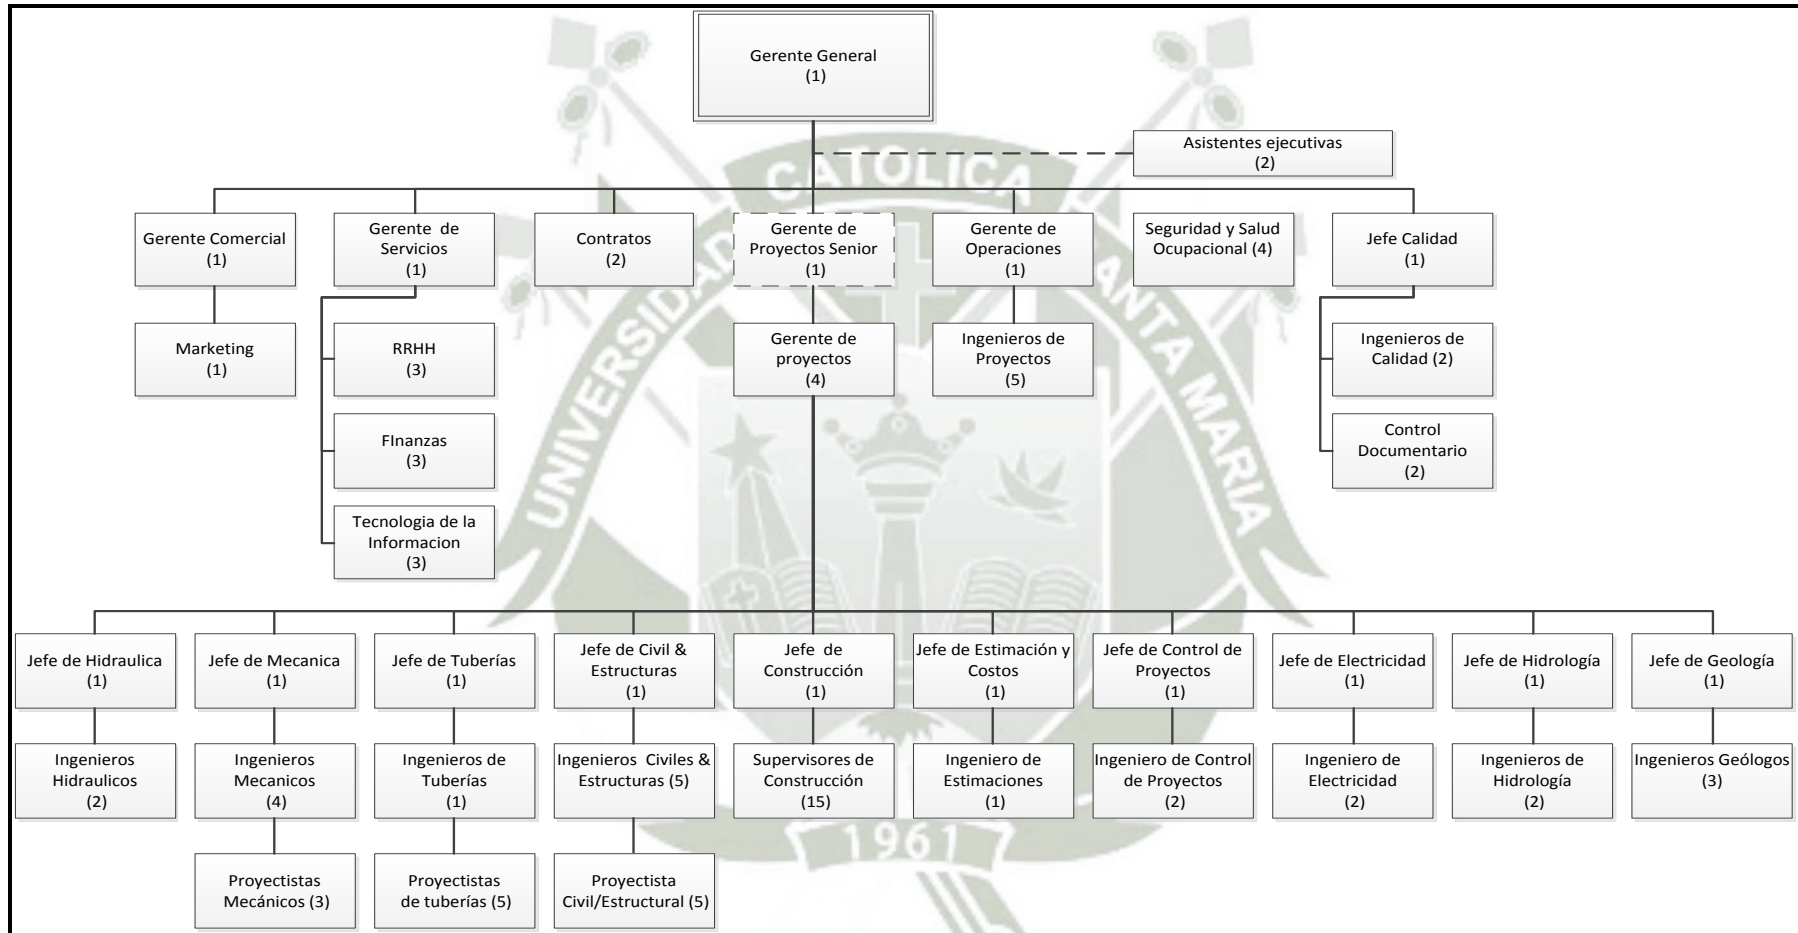 Gerente General
(1)
Asistentes ejecutivas
(2)
Gerente Comercial
(1)
Gerente de
Servicios
(1)
Contratos
(2)
Gerente de
Proyectos Senior
(1)
Gerente de
Operaciones
(1)
Seguridad y Salud
Ocupacional (4)
Jefe Calidad
(1)
Marketing
(1)
RRHH
(3)
Gerente de
proyectos
(4)
Ingenieros de
Proyectos
(5)
Ingenieros de
Calidad (2)
FInanzas
(3)
Control
Documentario
(2)
Tecnologia de la
Informacion
(3)
Jefe de Hidraulica
(1)
Jefe de Mecanica
(1)
Jefe de Tuberías
(1)
Jefe de Civil &
Estructuras
(1)
Jefe de
Construcción
(1)
Jefe de Estimación y
Costos
(1)
Jefe de Control de
Proyectos
(1)
Jefe de Electricidad
(1)
Jefe de Hidrología
(1)
Jefe de Geología
(1)
Ingenieros
Hidraulicos
(2)
Ingenieros
Mecanicos
(4)
Ingenieros de
Tuberías
(1)
Ingenieros Civiles &
Estructuras (5)
Supervisores de
Construcción
(15)
Ingeniero de
Estimaciones
(1)
Ingeniero de Control
de Proyectos
(2)
Ingeniero de
Electricidad
(2)
Ingenieros de
Hidrología
(2)
Ingenieros Geólogos
(3)
Proyectistas
Mecánicos (3)
Proyectistas
de tuberías (5)
Proyectista
Civil/Estructural (5)
UNIVERSIDAD CATOLICA SANTA MARIA
1961